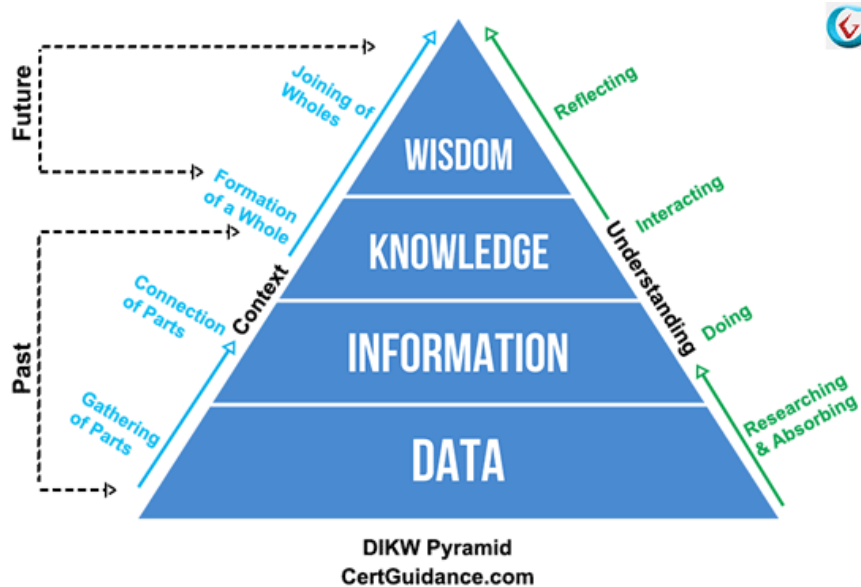 Future
Past
Joining of
Wholes
Formation
of a Whole
Connection
of Parts
Gathering
of Parts
Context
WISDOM
KNOWLEDGE
INFORMATION
DATA
Reflecting
Interacting
Understanding
Doing
Researching
& Absorbing
DIKW Pyramid
CertGuidance.com